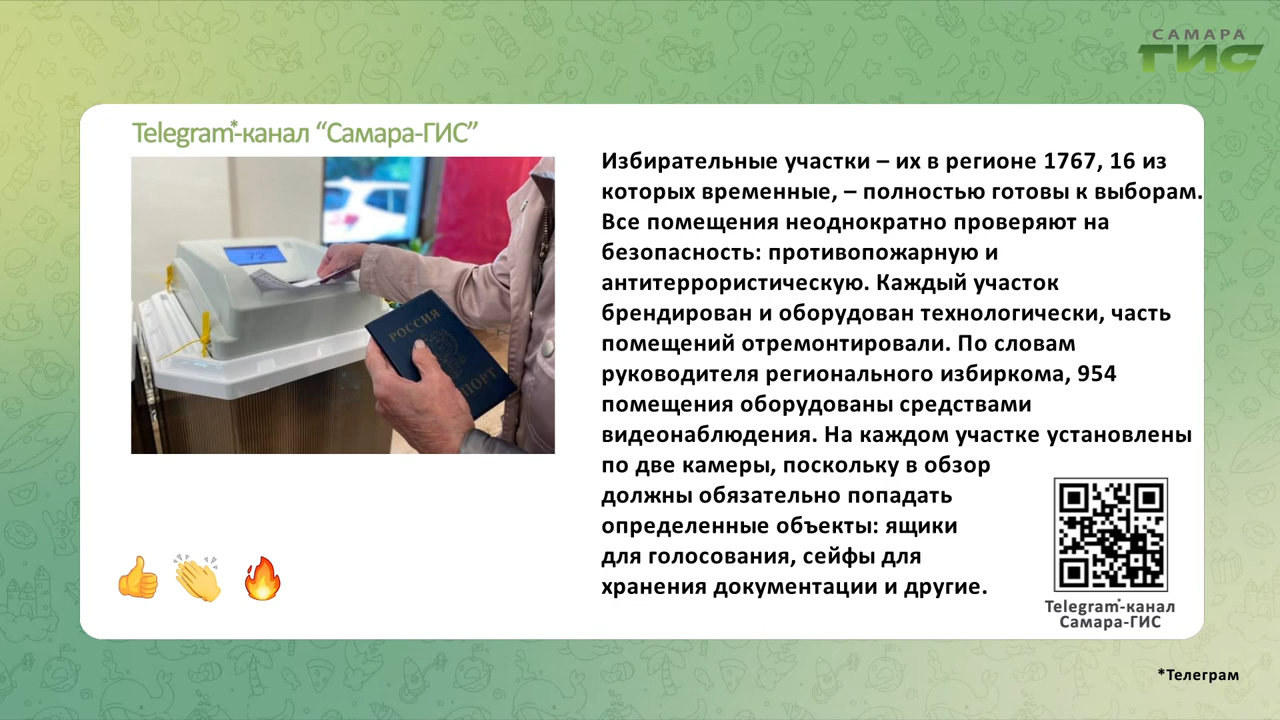 САМАРА
ГИС
Telegram*-канал “Самара-ГИС”
Избирательные участки – их в регионе 1767, 16 из
которых временные, – полностью готовы к выборам.
Все помещения неоднократно проверяют на
безопасность: противопожарную и
антитеррористическую. Каждый участок
брендирован и оборудован технологически, часть
помещений отремонтировали. По словам
руководителя регионального избиркома, 954
помещения оборудованы средствами
видеонаблюдения. На каждом участке установлены
по две камеры, поскольку в обзор
должны обязательно попадать
определенные объекты: ящики
для голосования, сейфы для
хранения документации и другие.
72
РОССИЯ
ПОРТ
Telegram*-канал
Самара-ГИС
*Телеграм